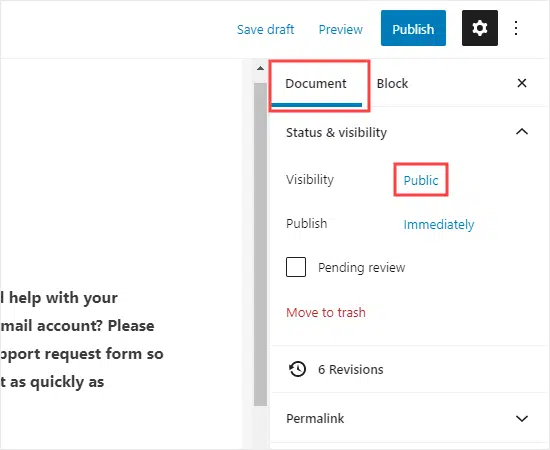 Save draft Preview Publish
Document Block
Status & visibility
Visibility Public
Publish Immediately
Pending review
Move to trash
6 Revisions
Permalink
l help with your
mail account? Please
pport request form so
t as quickly as